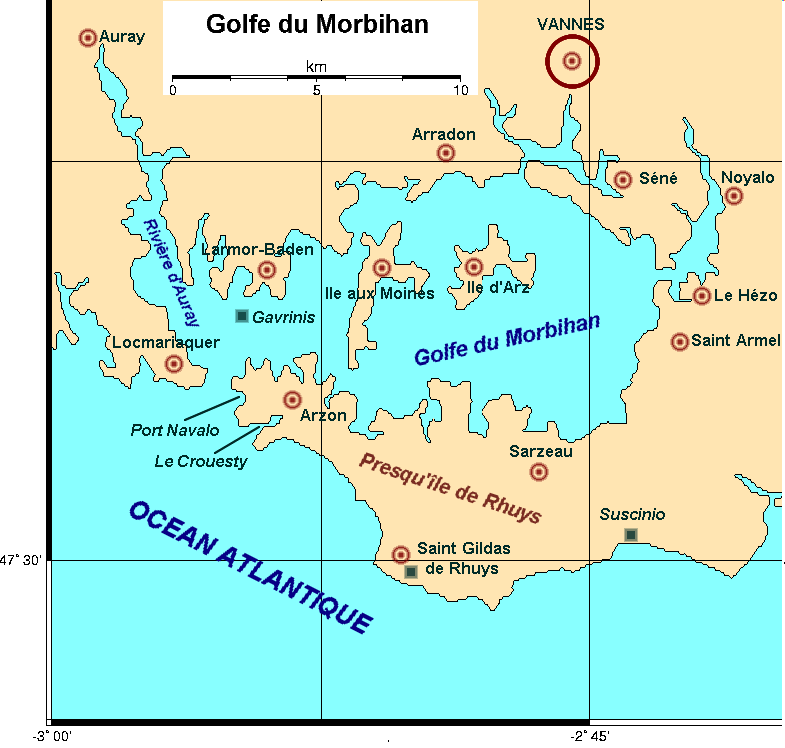 Golfe du Morbihan
km
0 5 10
VANNES
Auray
Arradon
Séné
Noyalo
Rivière d'Auray
Larmor-Baden
Ile aux Moines
Ile d'Arz
Le Hézo
Gavrinis
Golfe du Morbihan
Saint Armel
Locmariaquer
Arzon
Port Navalo
Le Crouesty
Sarzeau
Presqu'île de Rhuys
Suscinio
OCEAN ATLANTIQUE
Saint Gildas
de Rhuys
47° 30'
-3° 00'
-2° 45'